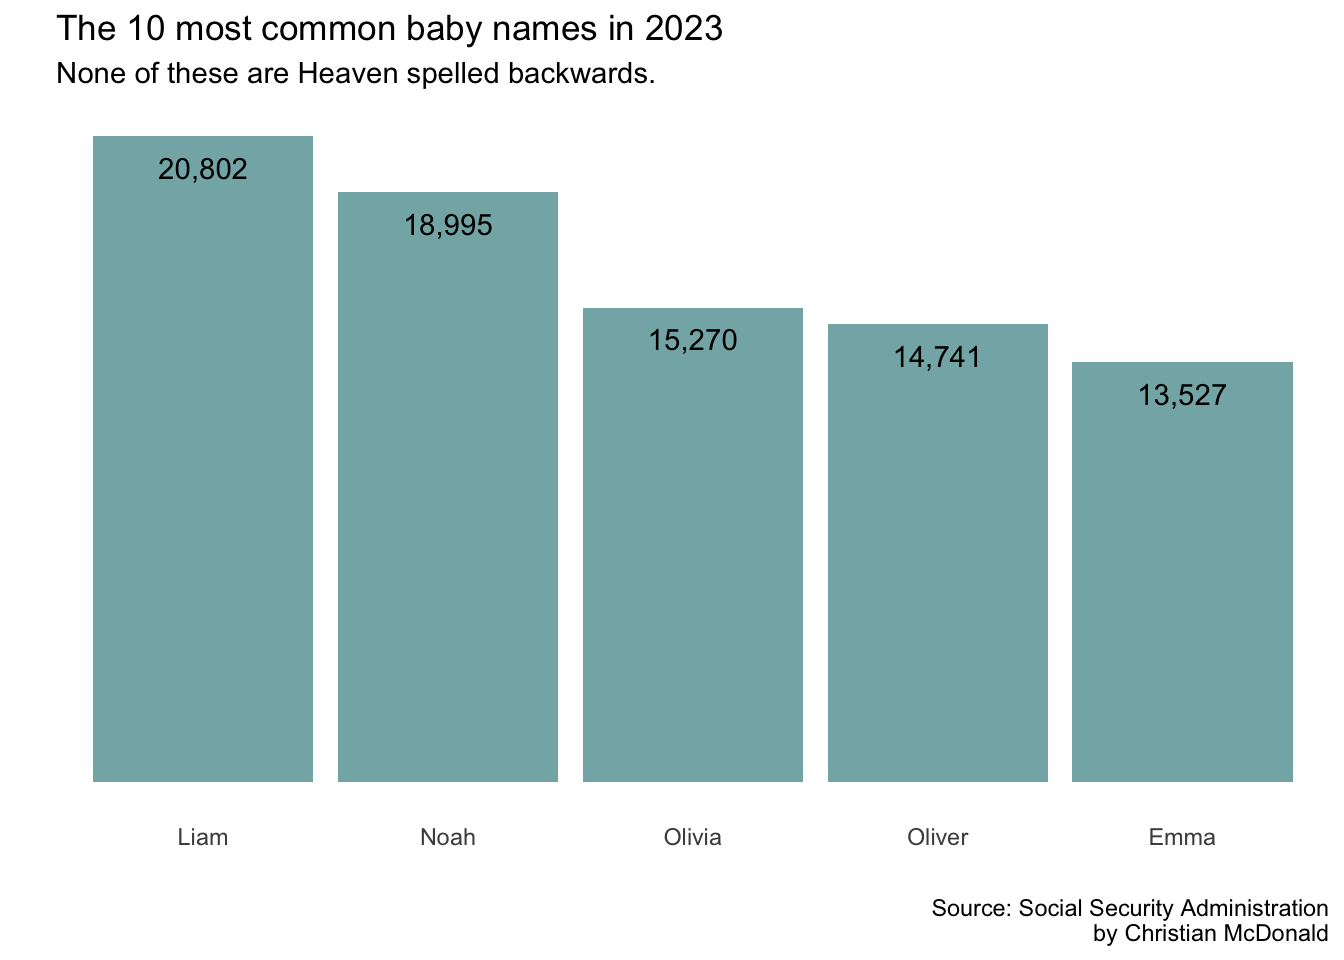 The 10 most common baby names in 2023
None of these are Heaven spelled backwards.
20,802
18,995
15,270
14,741
13,527
Liam
Noah
Olivia
Oliver
Emma
Source: Social Security Administration
by Christian McDonald